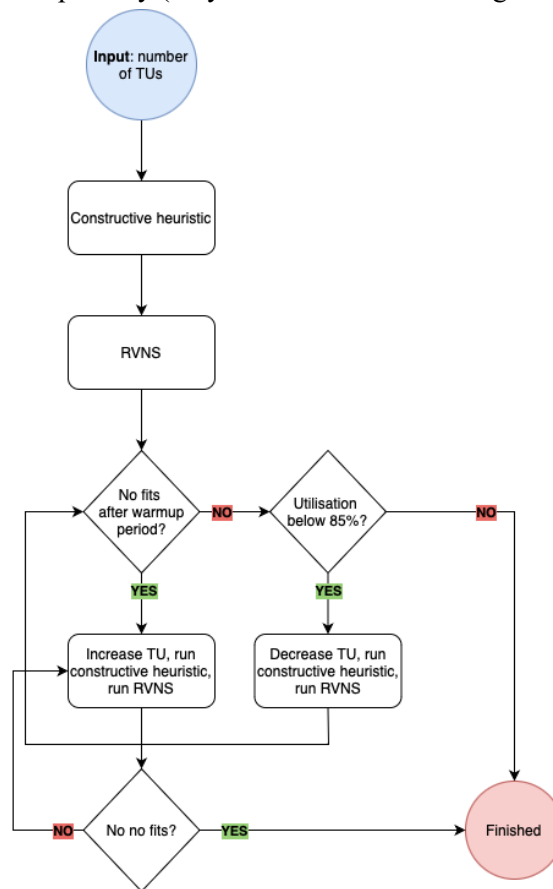 Input: number
of TUs
Constructive heuristic
RVNS
No fits
after warmup
period?
NO
Utilisation
below 85%?
NO
YES
YES
Increase TU, run
constructive heuristic,
run RVNS
Decrease TU, run
constructive heuristic,
run RVNS
NO
No no fits?
YES
Finished